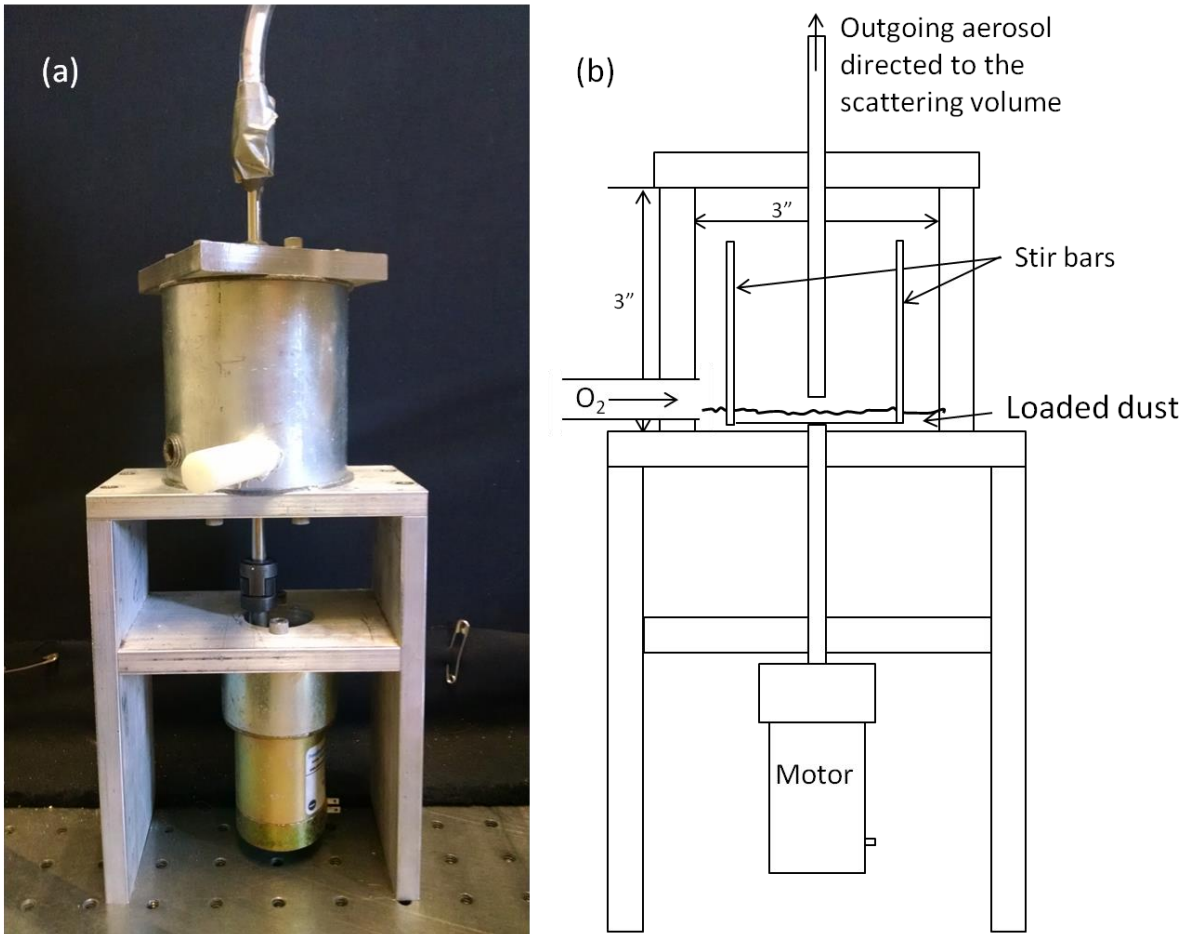 (a)
(b)
Outgoing aerosol
directed to the
scattering volume
3”
Stir bars
3”
O₂
Loaded dust
Motor